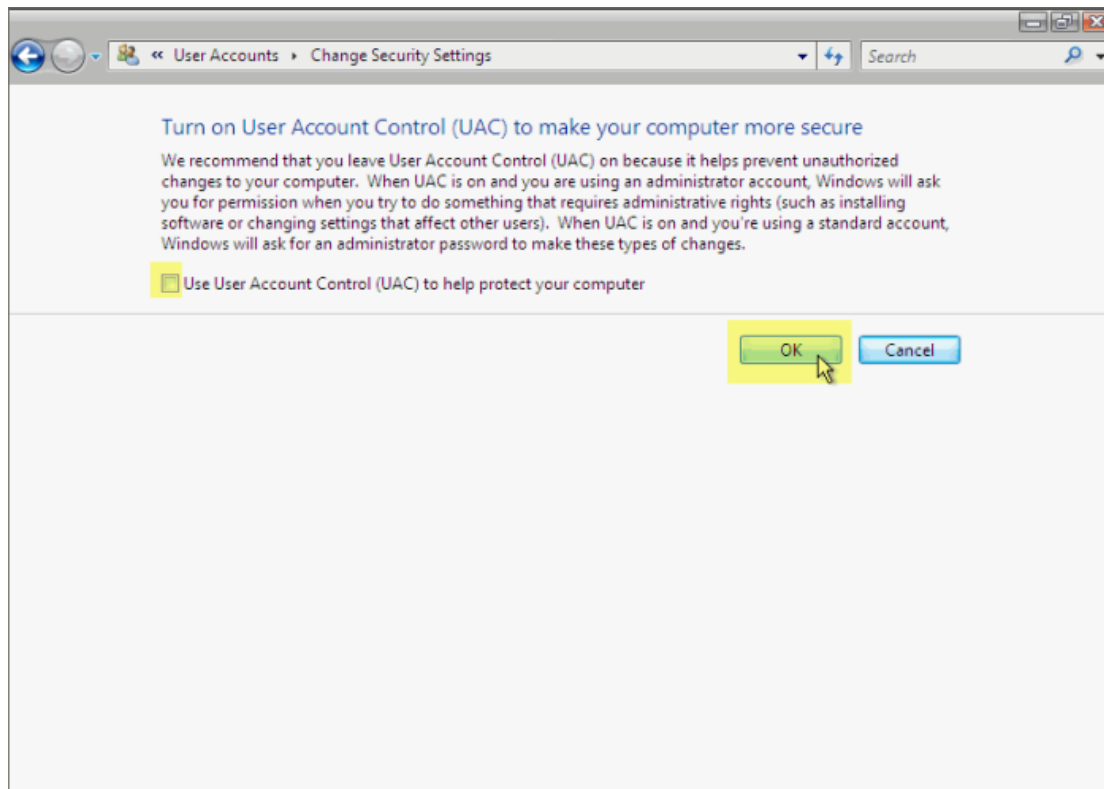 « User Accounts ▸ Change Security Settings
Search
Turn on User Account Control (UAC) to make your computer more secure
We recommend that you leave User Account Control (UAC) on because it helps prevent unauthorized
changes to your computer. When UAC is on and you are using an administrator account, Windows will ask
you for permission when you try to do something that requires administrative rights (such as installing
software or changing settings that affect other users). When UAC is on and you're using a standard account,
Windows will ask for an administrator password to make these types of changes.
Use User Account Control (UAC) to help protect your computer
OK
Cancel